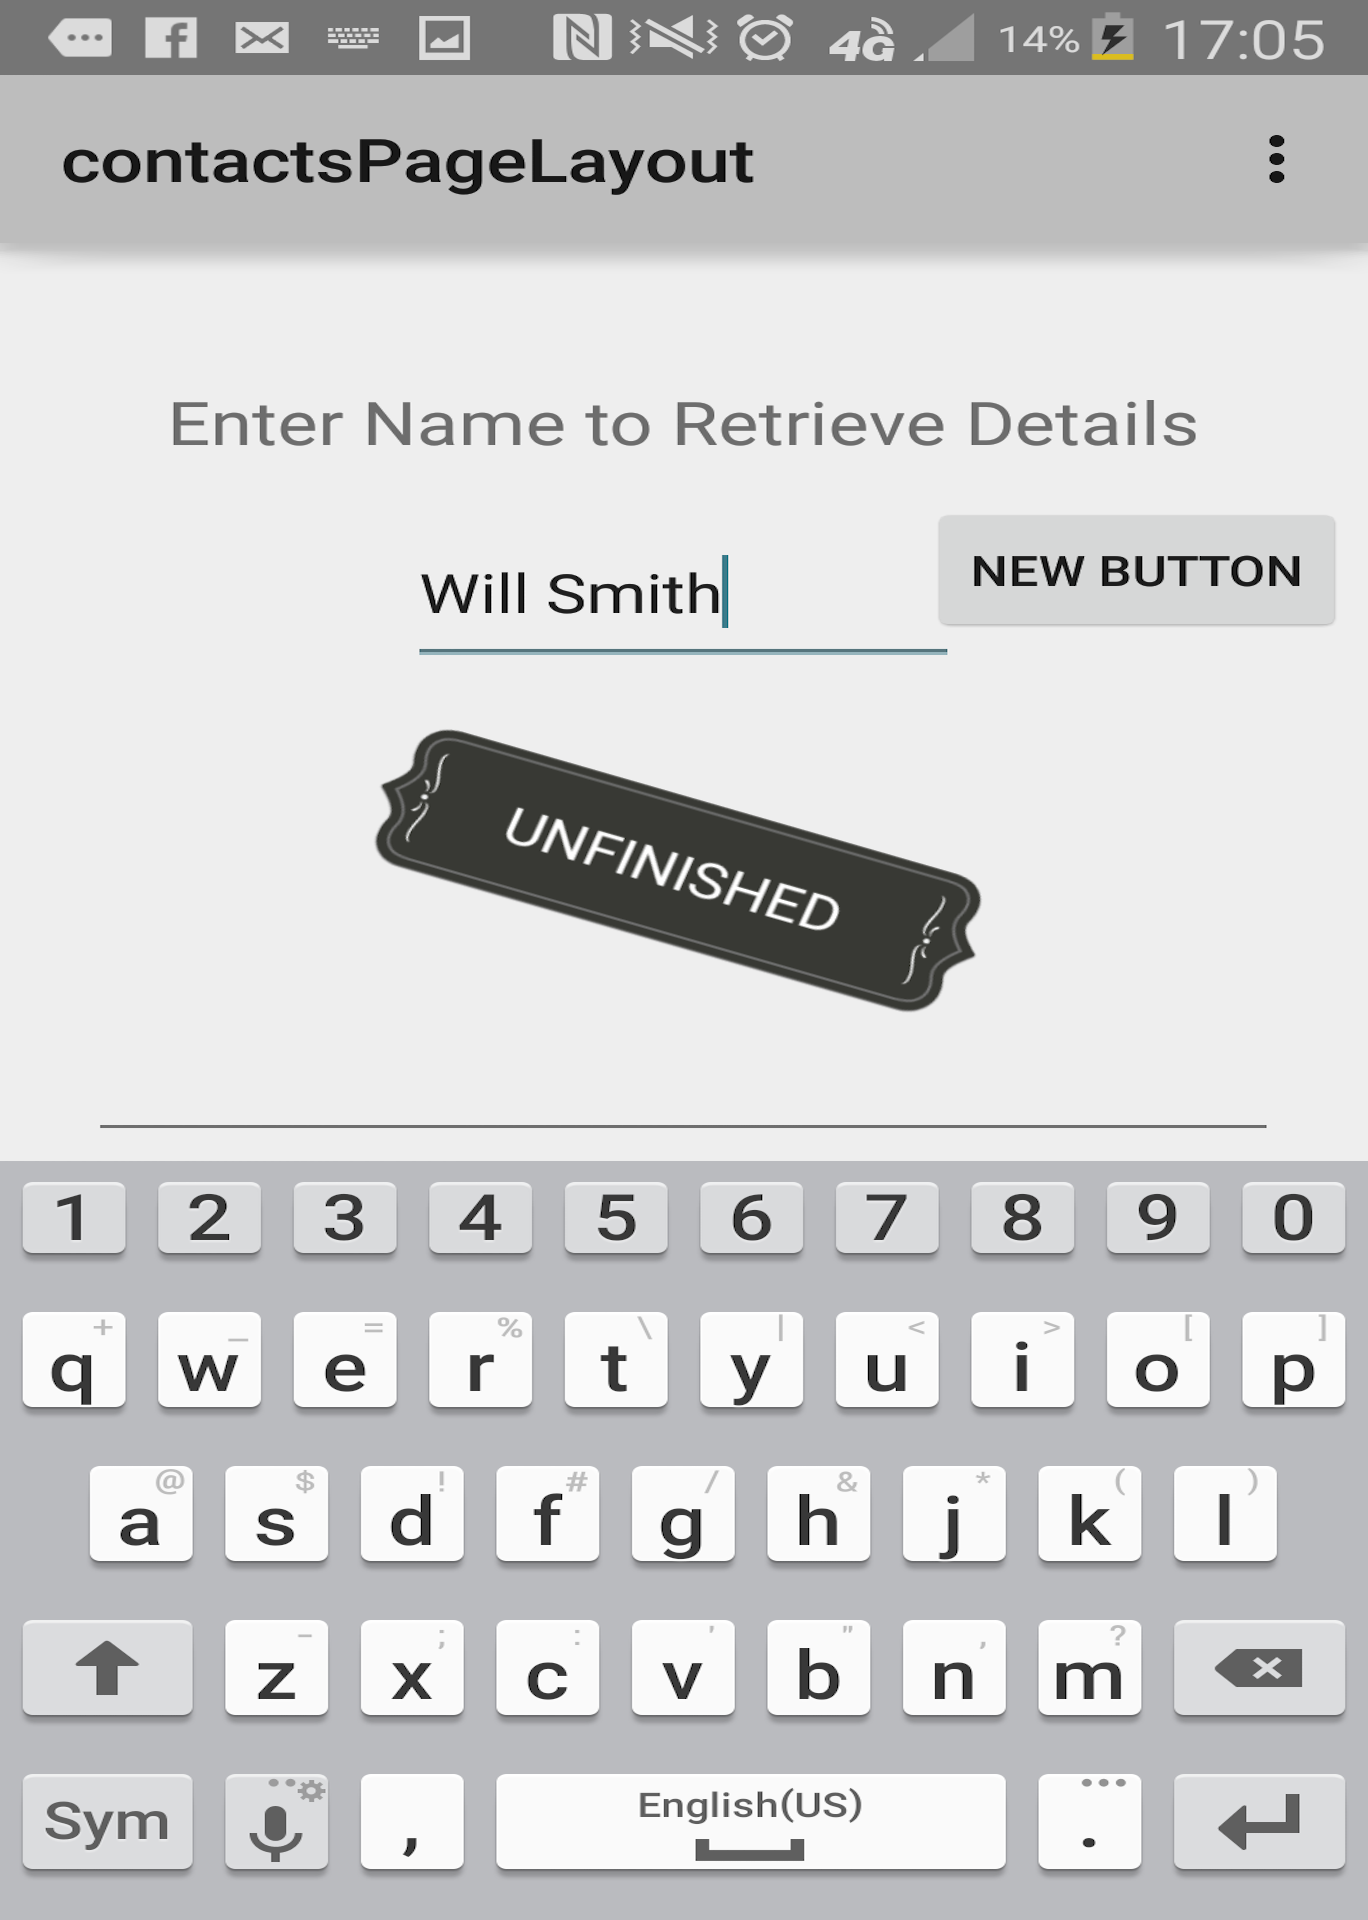 4G 14% 17:05
contactsPageLayout
Enter Name to Retrieve Details
Will Smith
NEW BUTTON
UNFINISHED
1 2 3 4 5 6 7 8 9 0
+ _ = % \ | < > [ ]
q w e r t y u i o p
@ $ ! # / & * ( )
a s d f g h j k l
- ; : ' " , ?
z x c v b n m
Sym , English(US) .